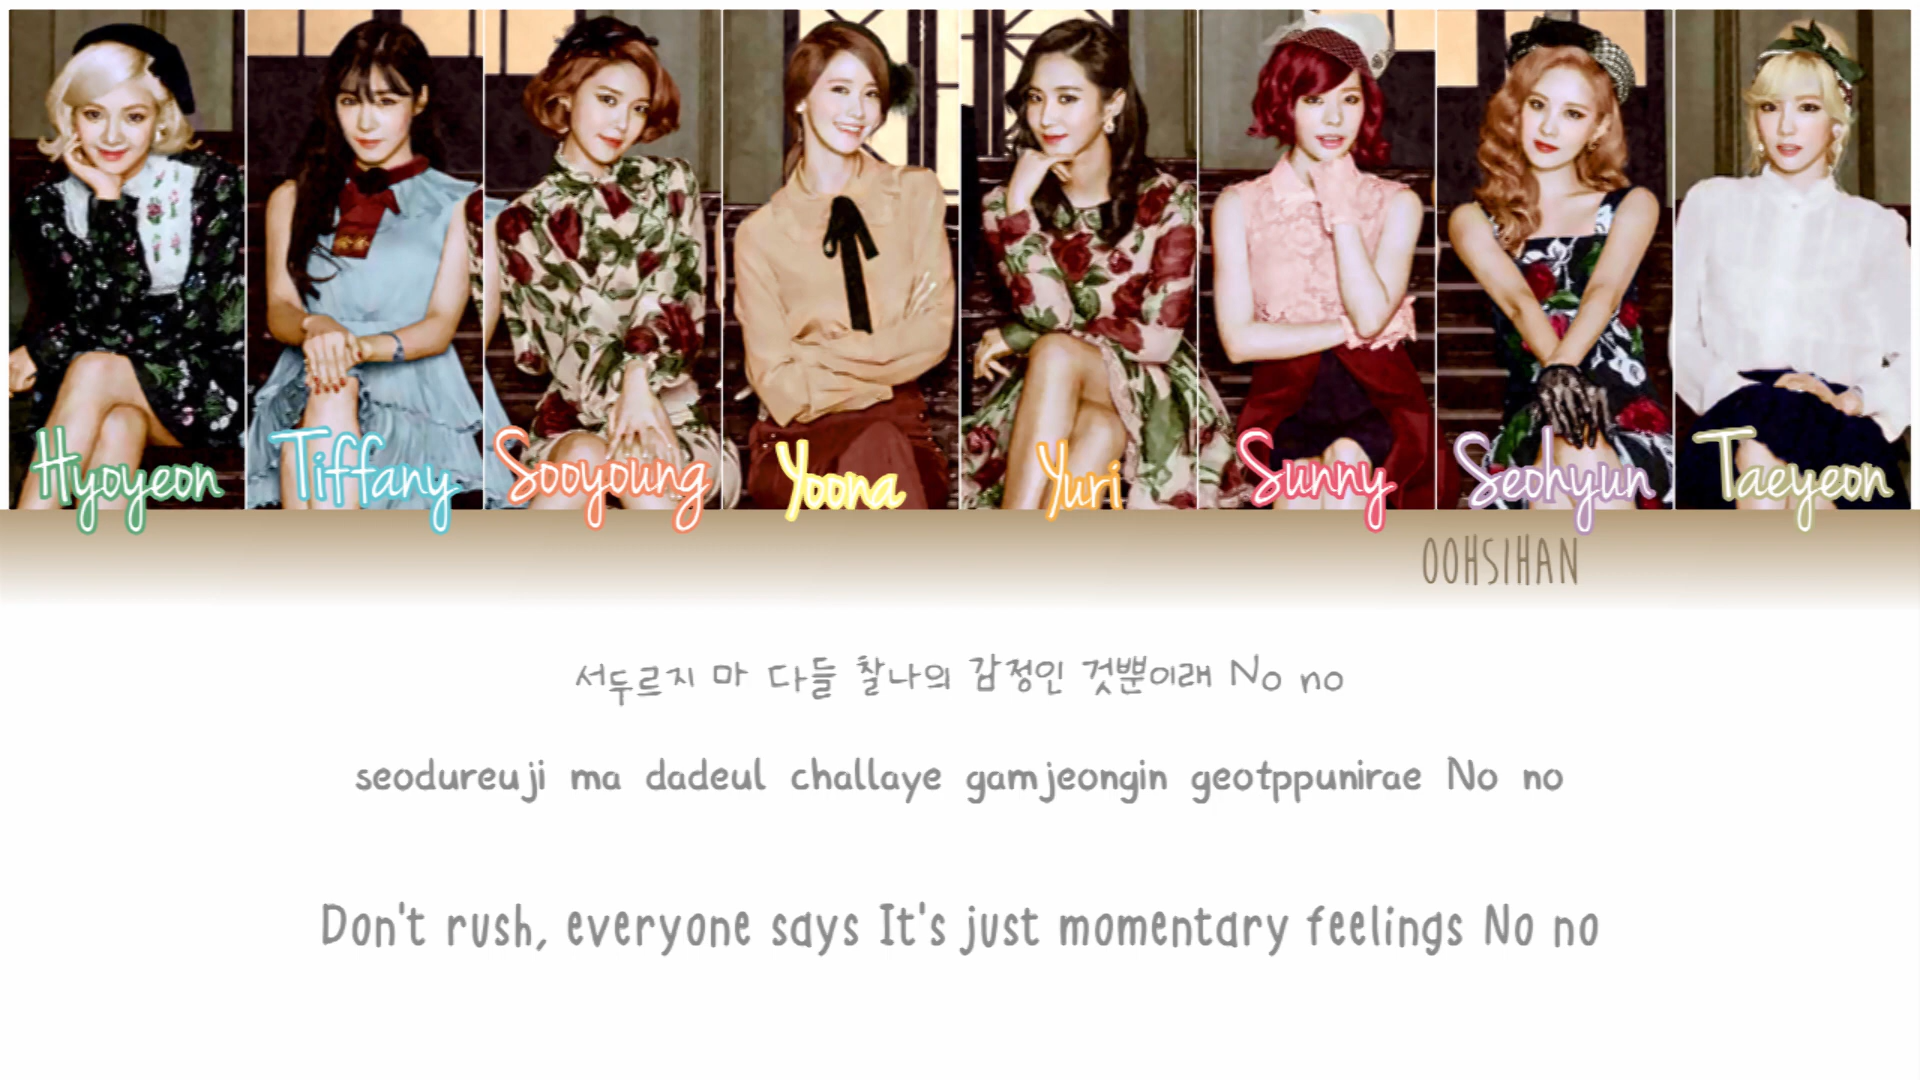 Hyoyeon Tiffany Sooyoung Yoona Yuri Sunny Seohyun Taeyeon
OOHSIHAN
서두르지 마 다들 찰나의 감정인 것뿐이래 No no
seodureuji ma dadeul challaye gamjeongin geotppunirae No no
Don't rush, everyone says It's just momentary feelings No no